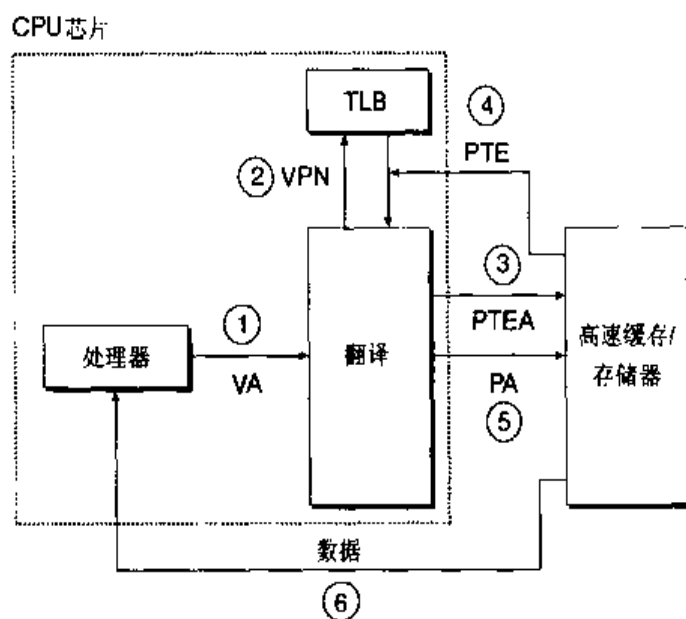 CPU芯片
TLB
④
PTE
② VPN
③
PTEA
①
VA
处理器
翻译
高速缓存/
存储器
PA
⑤
数据
⑥